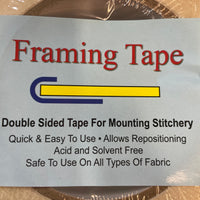 Framing Tape
Double Sided Tape For Mounting Stitchery
Quick & Easy To Use • Allows Repositioning
Acid and Solvent Free
Safe To Use On All Types Of Fabric